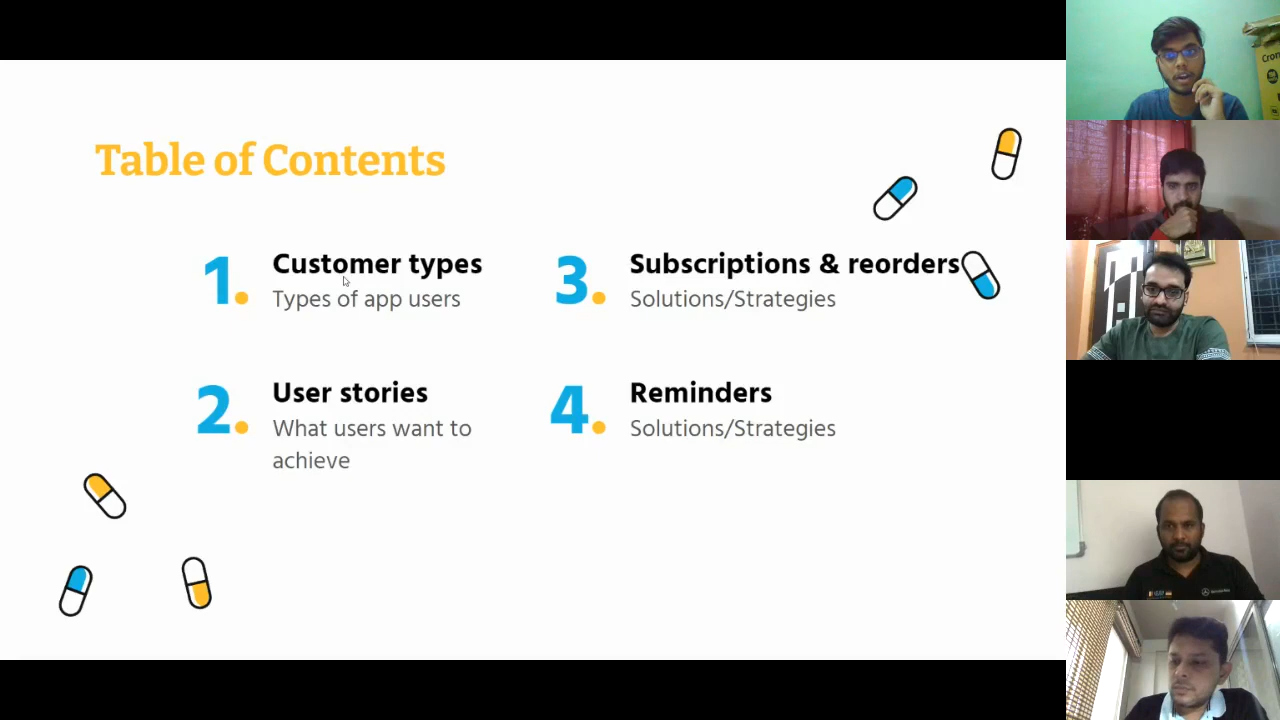 Table of Contents
1.
Customer types
Types of app users
2.
User stories
What users want to
achieve
3.
Subscriptions & reorders
Solutions/Strategies
4.
Reminders
Solutions/Strategies
Cron